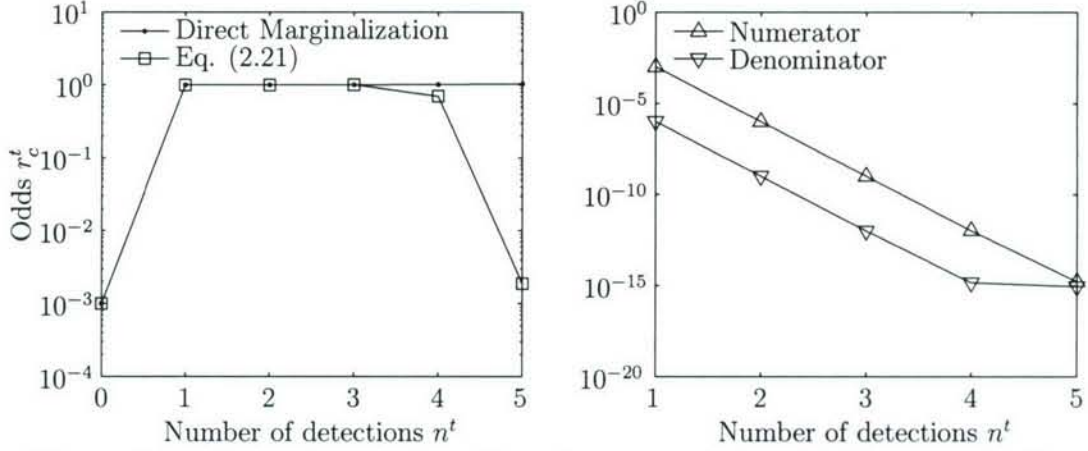 10^1
10^0
10^-1
10^-2
10^-3
10^-4
Odds r_c^t
Direct Marginalization
Eq. (2.21)
0 1 2 3 4 5
Number of detections n^t
10^0
10^-5
10^-10
10^-15
10^-20
Numerator
Denominator
1 2 3 4 5
Number of detections n^t